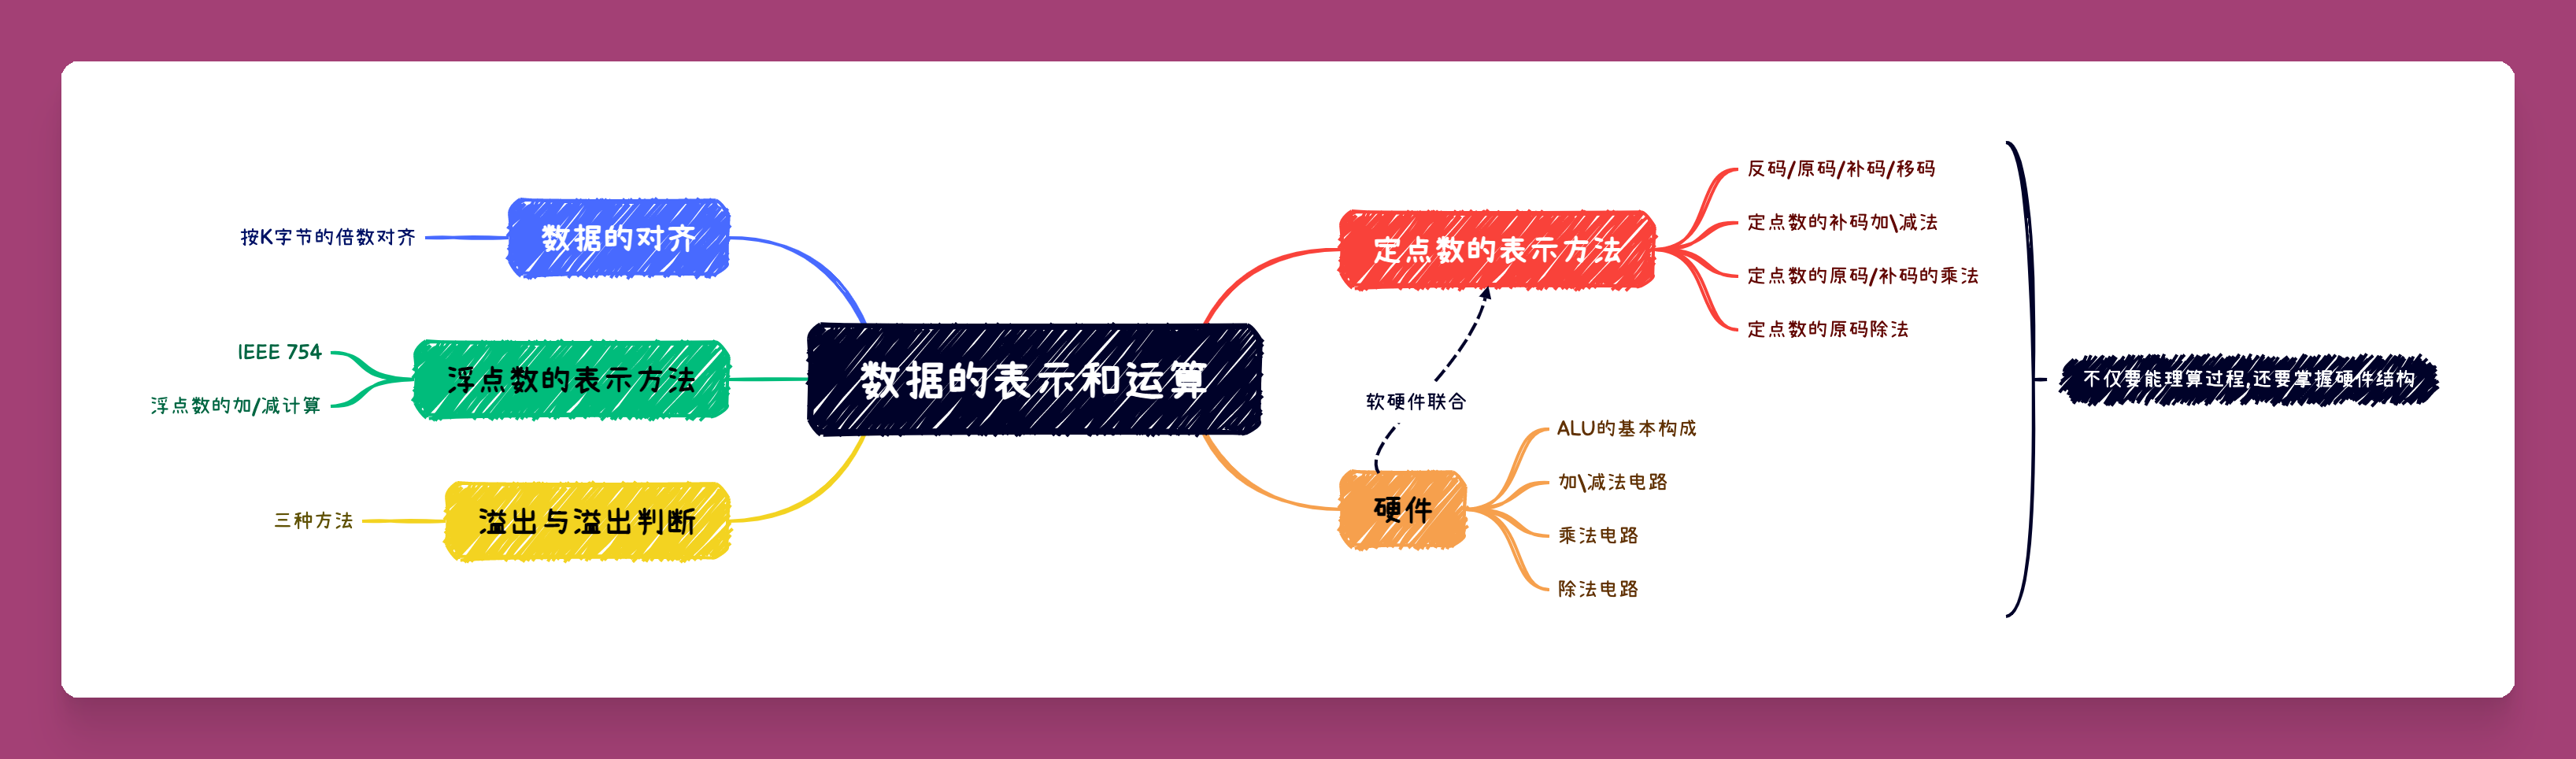 数据的表示和运算
定点数的表示方法
反码/原码/补码/移码
定点数的补码加\减法
定点数的原码/补码的乘法
定点数的原码除法
软硬件联合
硬件
ALU的基本构成
加\减法电路
乘法电路
除法电路
不仅要能理算过程,还要掌握硬件结构
数据的对齐
按K字节的倍数对齐
浮点数的表示方法
IEEE 754
浮点数的加/减计算
溢出与溢出判断
三种方法